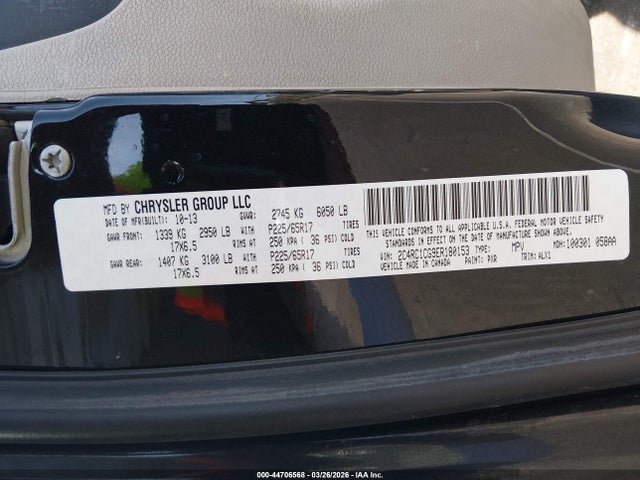 MFD BY CHRYSLER GROUP LLC
DATE OF MFR(BUILT): 10-13 GVWR: 2745 KG 6050 LB
GAWR FRONT: 1339 KG 2950 LB WITH P225/65R17 TIRES
17X6.5 RIMS AT 250 KPA ( 36 PSI) COLD
GAWR REAR: 1407 KG 3100 LB WITH P225/65R17 TIRES
17X6.5 RIMS AT 250 KPA ( 36 PSI) COLD
THIS VEHICLE CONFORMS TO ALL APPLICABLE U.S.A. FEDERAL MOTOR VEHICLE SAFETY
STANDARDS IN EFFECT ON THE DATE OF MANUFACTURE SHOWN ABOVE.
VIN: 2C4RC1CG9ER180153 TYPE: MPV MDH: 100301 05BAA
VEHICLE MADE IN CANADA PAINT: PXR TRIM: ALX1
000-44706568 - 03/26/2026 - IAA Inc.